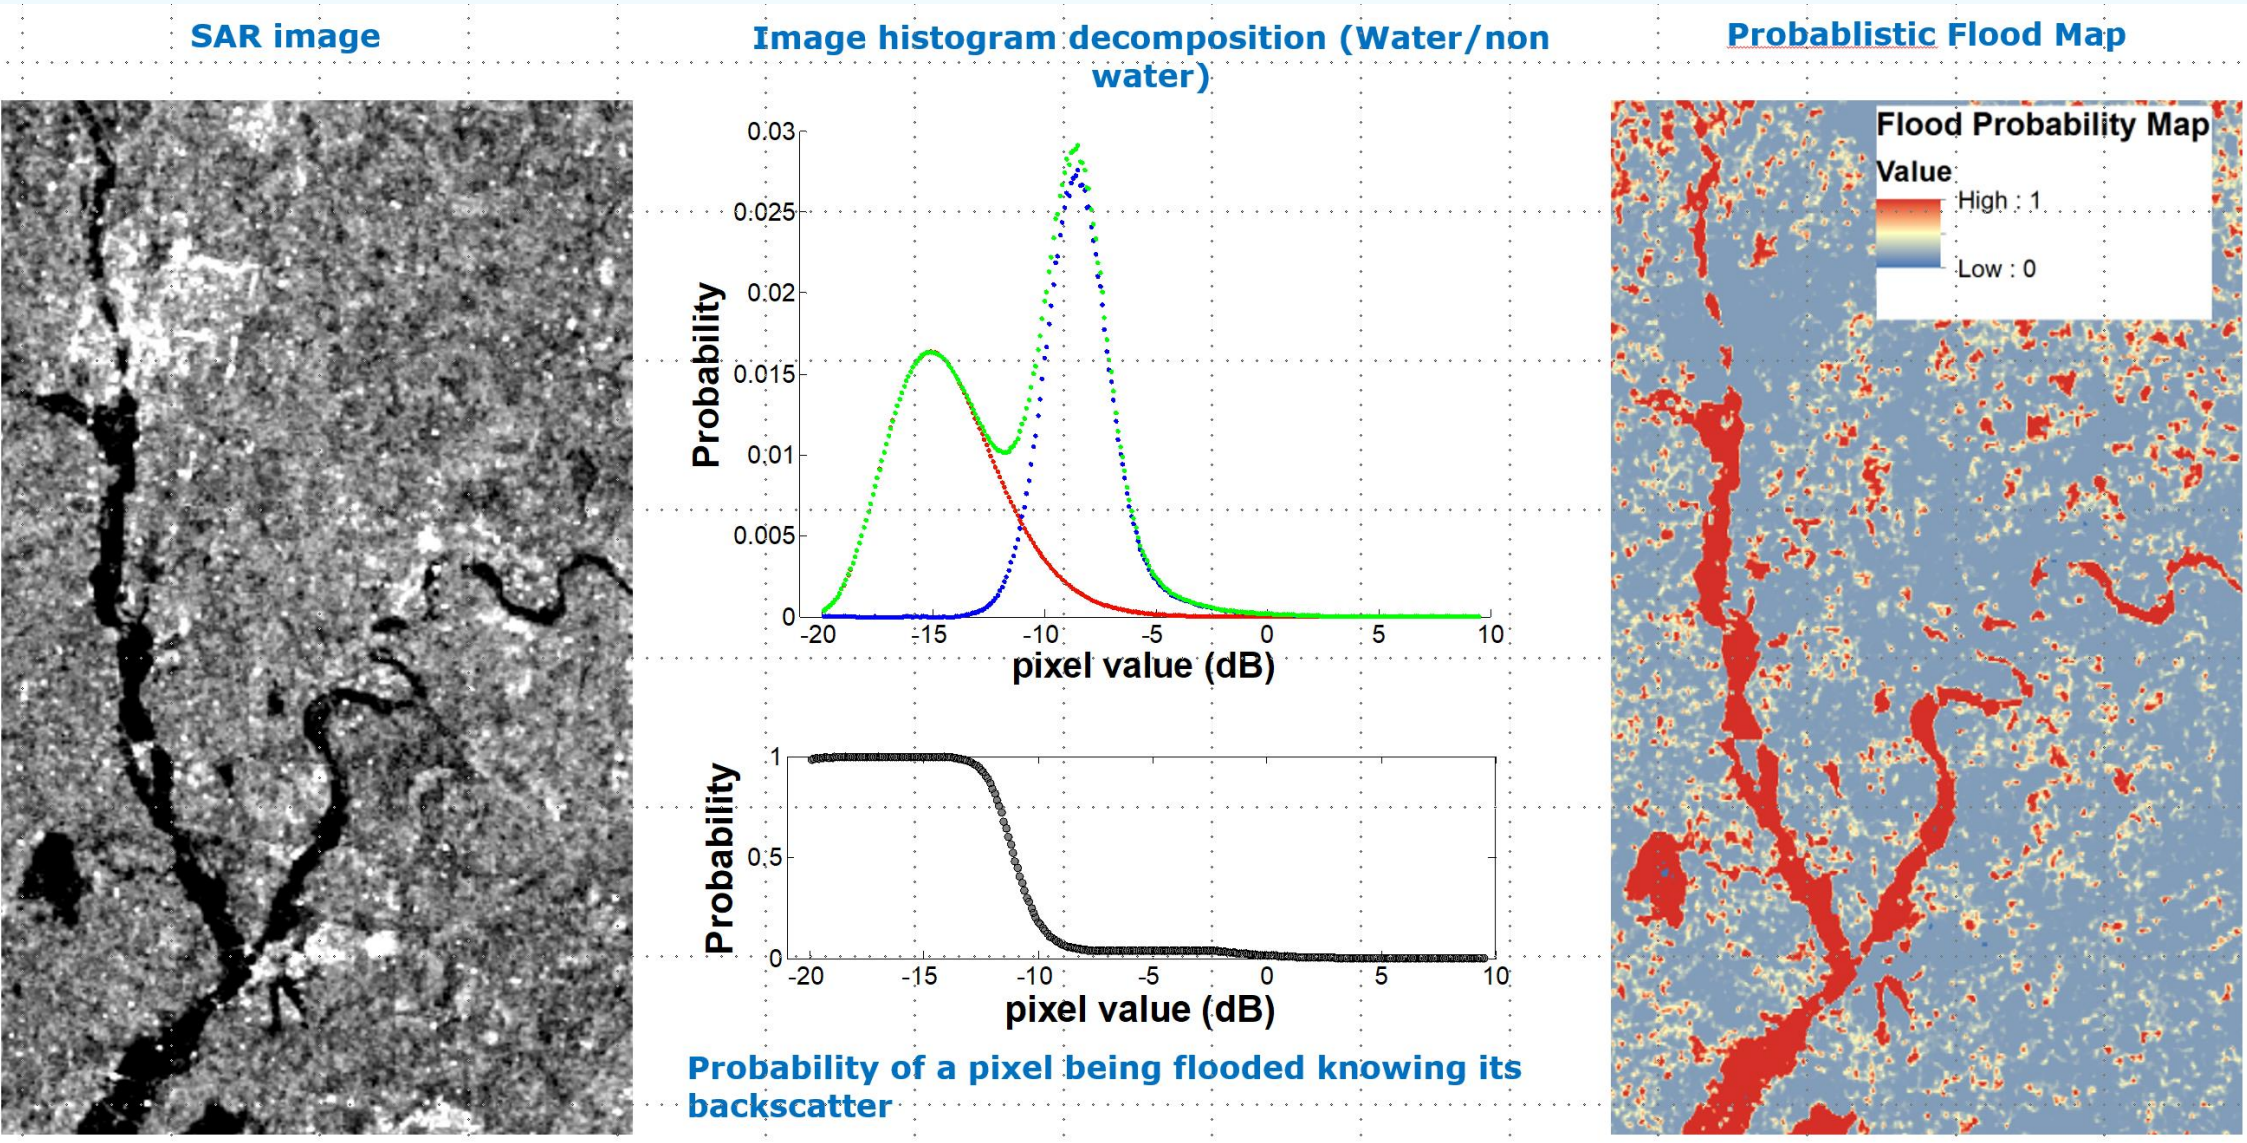 SAR image
Image histogram decomposition (Water/non
water)
Probablistic Flood Map
0.03
0.025
0.02
0.015
0.01
0.005
0
Probability
-20 -15 -10 -5 0 5 10
pixel value (dB)
1
0.5
0
Probability
-20 -15 -10 -5 0 5 10
pixel value (dB)
Probability of a pixel being flooded knowing its
backscatter
Flood Probability Map
Value
High : 1
Low : 0